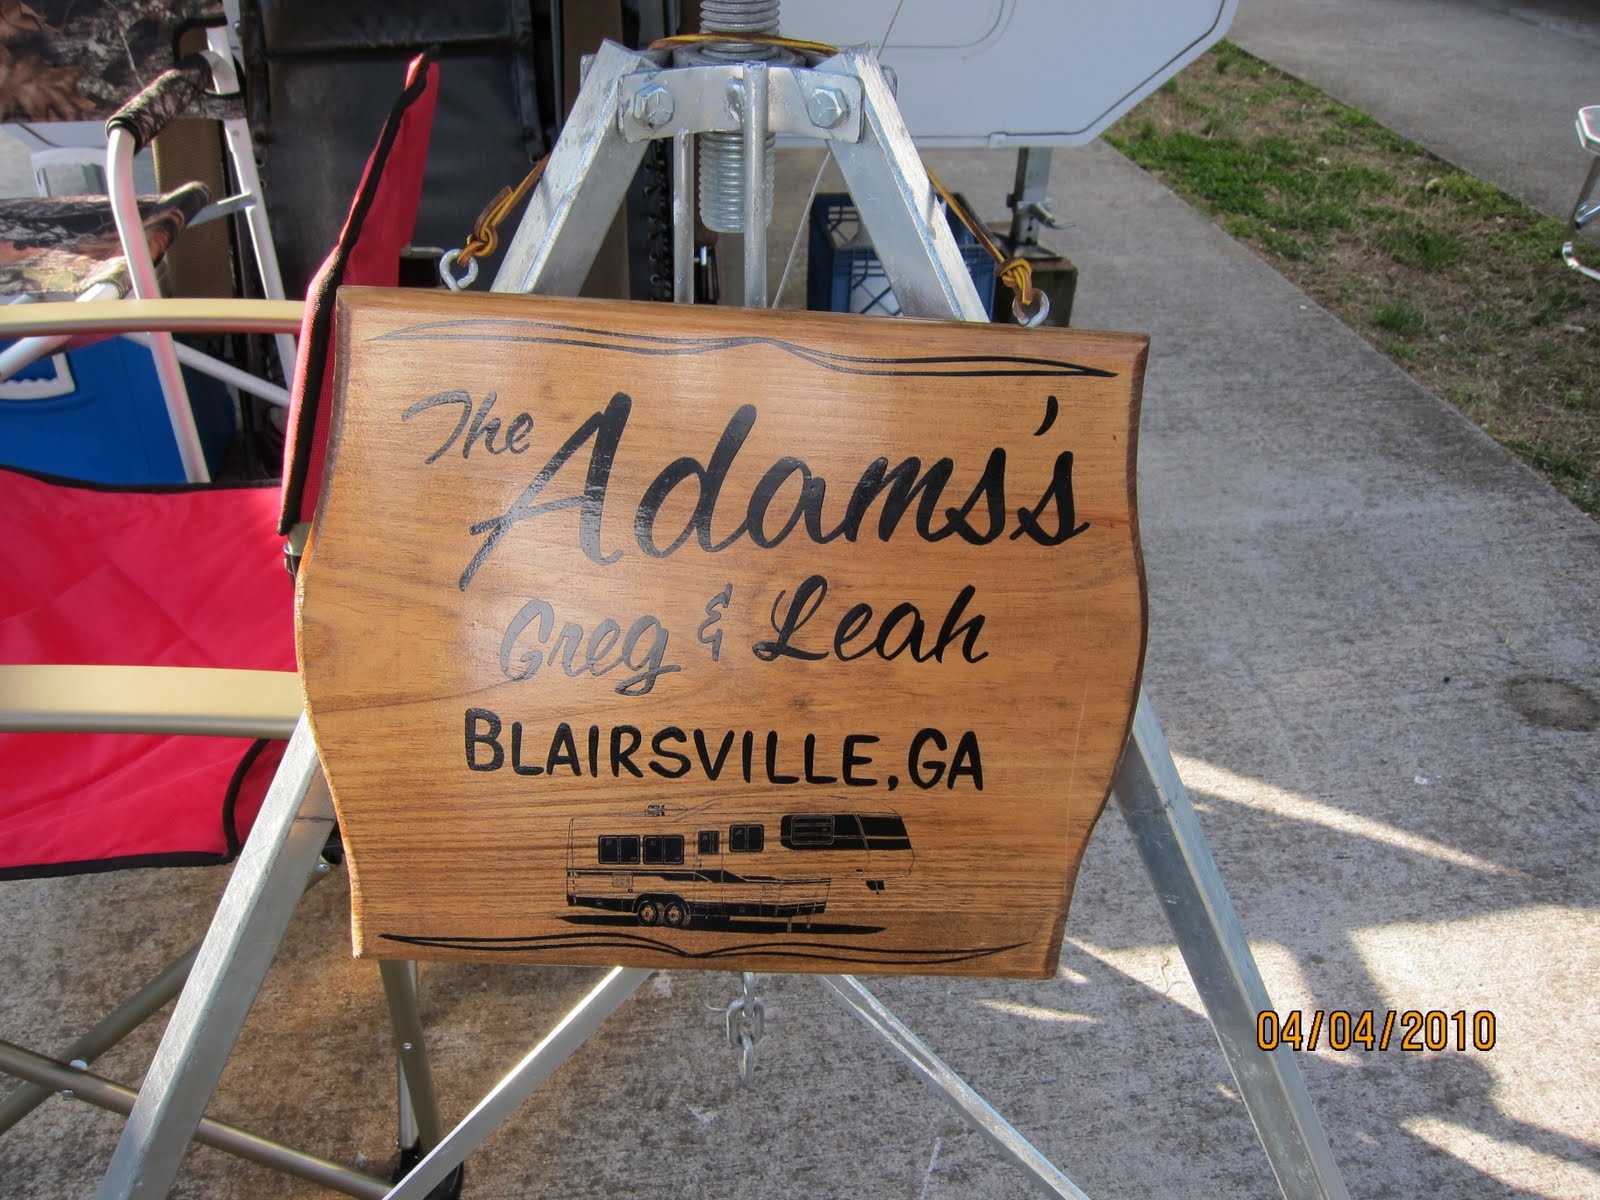 The Adams's
Greg & Leah
BLAIRSVILLE, GA
04/04/2010